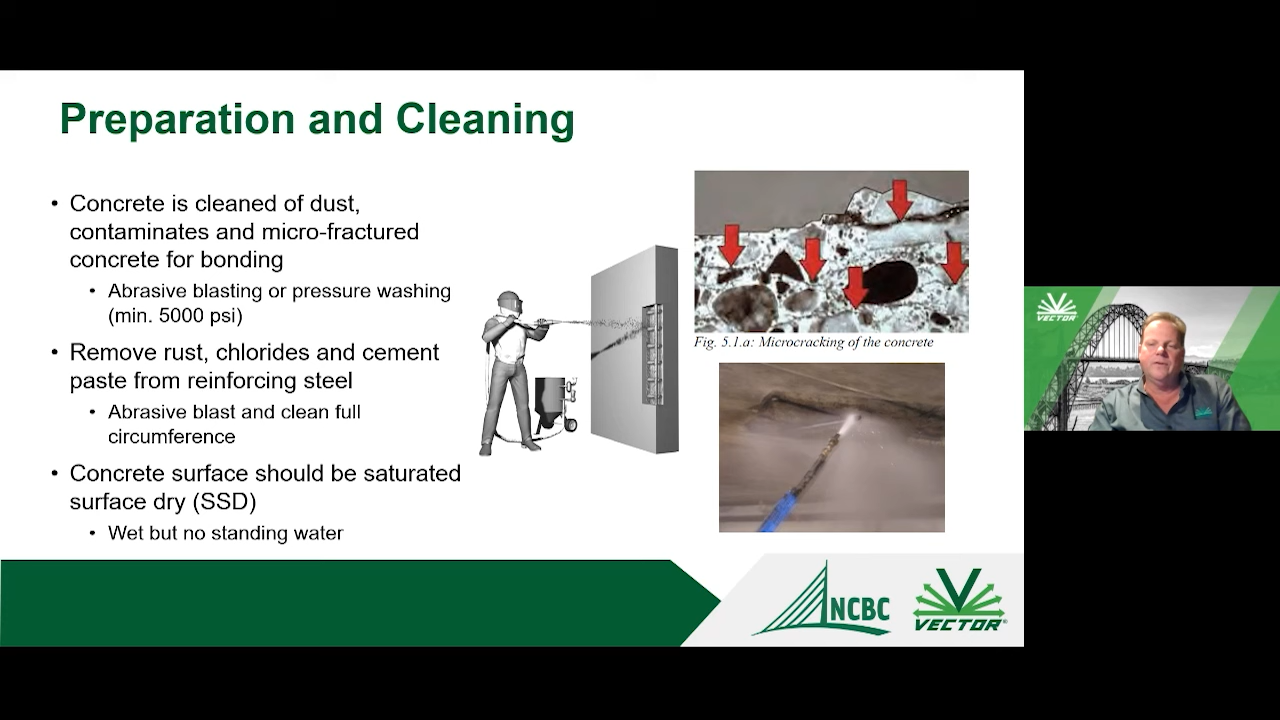 Preparation and Cleaning
• Concrete is cleaned of dust,
contaminates and micro-fractured
concrete for bonding
• Abrasive blasting or pressure washing
(min. 5000 psi)
• Remove rust, chlorides and cement
paste from reinforcing steel
• Abrasive blast and clean full
circumference
• Concrete surface should be saturated
surface dry (SSD)
• Wet but no standing water
Fig. 5.1.a: Microcracking of the concrete
NCBC
VECTOR®
VECTOR